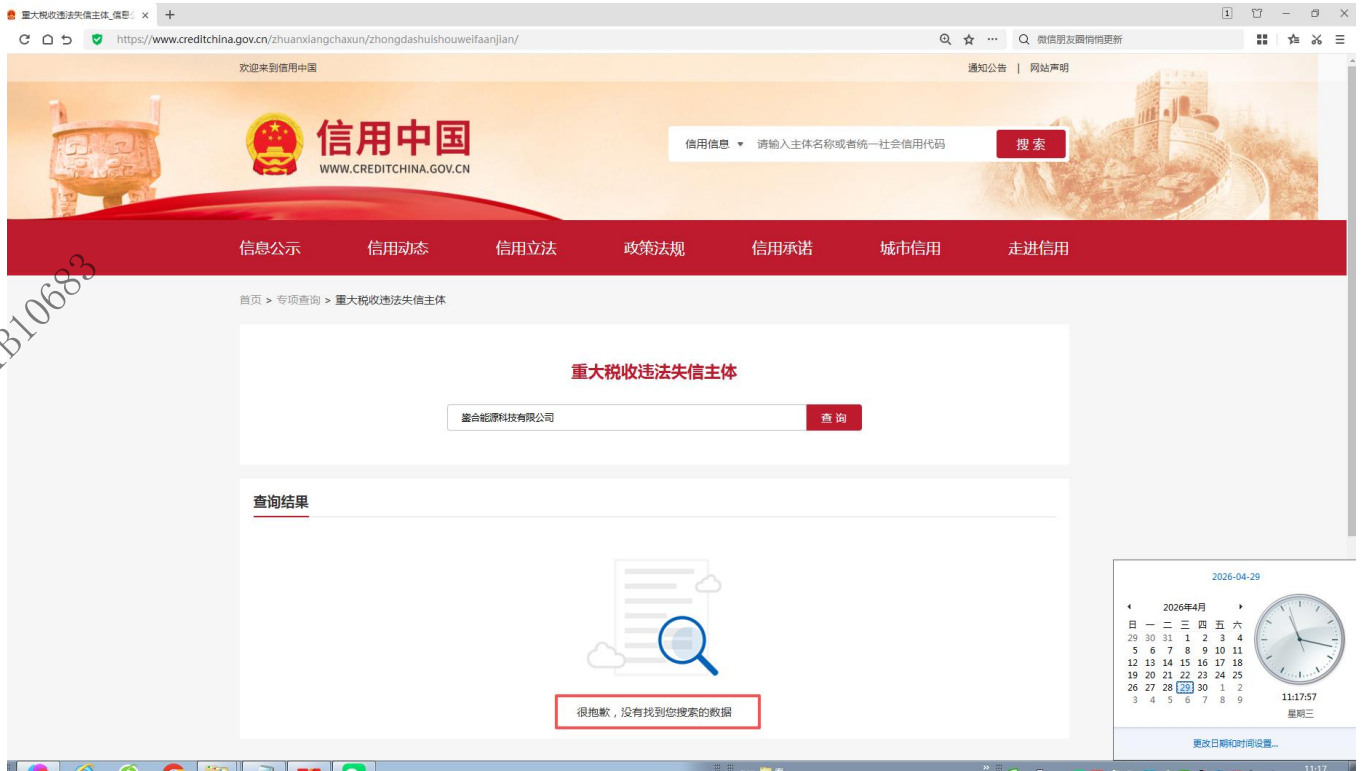 重大税收违法失信主体_信息公
1
https://www.creditchina.gov.cn/zhuanxiangchaxun/zhongdashuishouweifaanjian/
微信朋友圈悄悄更新
欢迎来到信用中国
通知公告 | 网站声明
信用中国
WWW.CREDITCHINA.GOV.CN
信用信息 请输入主体名称或者统一社会信用代码 搜索
信息公示 信用动态 信用立法 政策法规 信用承诺 城市信用 走进信用
B10683
首页 > 专项查询 > 重大税收违法失信主体
重大税收违法失信主体
鎏合能源科技有限公司 查询
查询结果
很抱歉，没有找到您搜索的数据
2026-04-29
2026年4月
日 一 二 三 四 五 六
29 30 31 1 2 3 4
5 6 7 8 9 10 11
12 13 14 15 16 17 18
19 20 21 22 23 24 25
26 27 28 29 30 1 2
3 4 5 6 7 8 9
11:17:57
星期三
更改日期和时间设置...
11:17